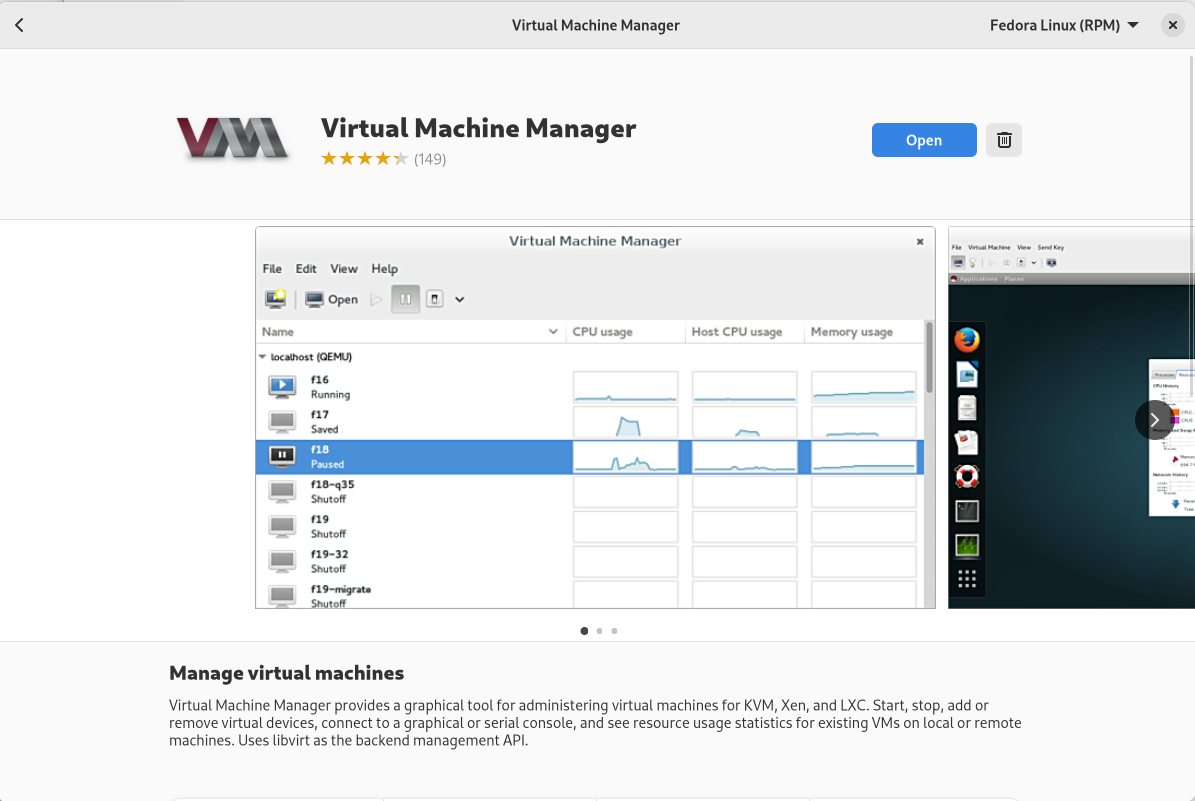 Virtual Machine Manager
Fedora Linux (RPM)
VMM
Virtual Machine Manager
(149)
Open
Virtual Machine Manager
File Edit View Help
Open
Name CPU usage Host CPU usage Memory usage
localhost (QEMU)
f16
Running
f17
Saved
f18
Paused
f18-q35
Shutoff
f19
Shutoff
f19-32
Shutoff
f19-migrate
Shutoff
File Virtual Machine View Send Key
Applications Places
CPU History
Network History
Manage virtual machines
Virtual Machine Manager provides a graphical tool for administering virtual machines for KVM, Xen, and LXC. Start, stop, add or
remove virtual devices, connect to a graphical or serial console, and see resource usage statistics for existing VMs on local or remote
machines. Uses libvirt as the backend management API.